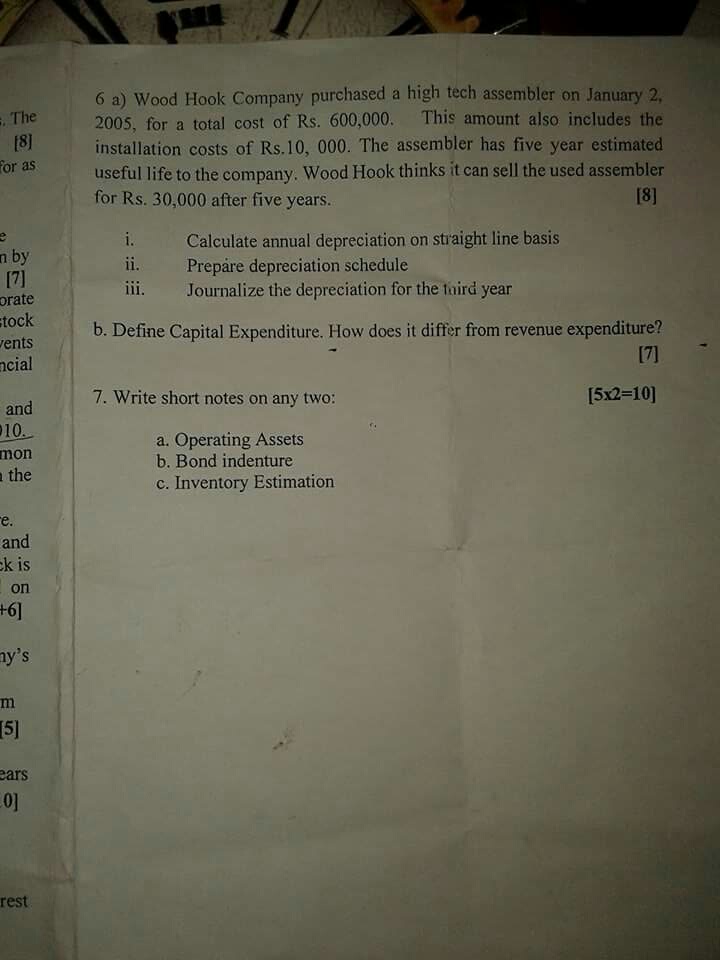 . The
[8]
for as
e
n by
[7]
orate
stock
vents
ncial
and
010.
mon
the
re.
and
ck is
on
+6]
ny's
m
[5]
ears
0]
rest
6 a) Wood Hook Company purchased a high tech assembler on January 2,
2005, for a total cost of Rs. 600,000. This amount also includes the
installation costs of Rs.10, 000. The assembler has five year estimated
useful life to the company. Wood Hook thinks it can sell the used assembler
for Rs. 30,000 after five years. [8]
i. Calculate annual depreciation on straight line basis
ii. Prepare depreciation schedule
iii. Journalize the depreciation for the third year
b. Define Capital Expenditure. How does it differ from revenue expenditure?
[7]
7. Write short notes on any two: [5x2=10]
a. Operating Assets
b. Bond indenture
c. Inventory Estimation